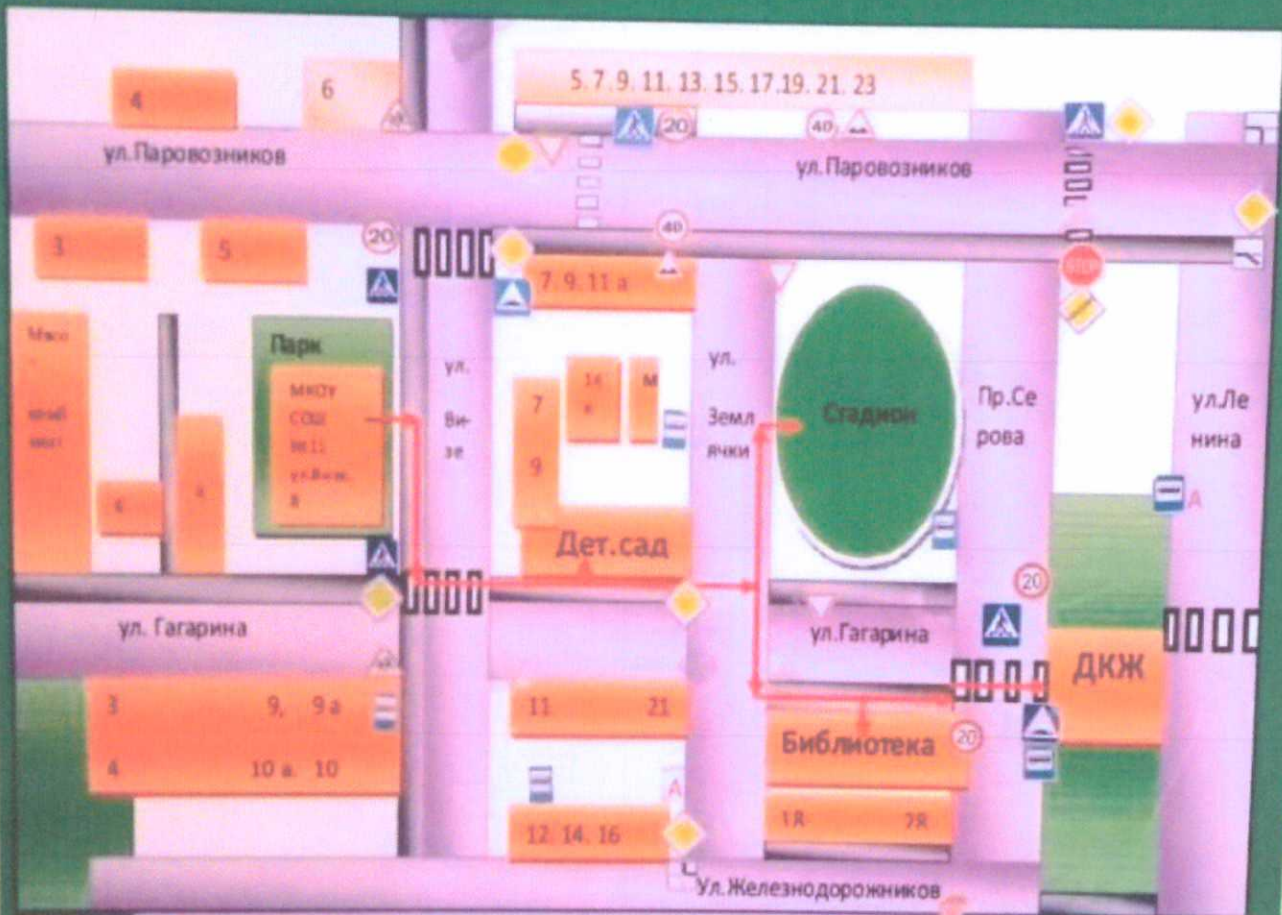 4
6
5. 7. 9. 11. 13. 15. 17.19. 21. 23
20
40
ул.Паровозников
ул.Паровозников
3
5
20
40
7. 9. 11 а
STOP
Парк
МКОУ
СОШ
ул.
Ви-
зе
7
9
М
ул.
Земл
ячки
Стадион
Пр.Се
рова
ул.Ле
нина
А
Дет.сад
20
ул. Гагарина
ул.Гагарина
ДКЖ
3 9, 9 а
4 10 а. 10
11 21
Библиотека
20
А
12. 14. 16
Ул.Железнодорожников